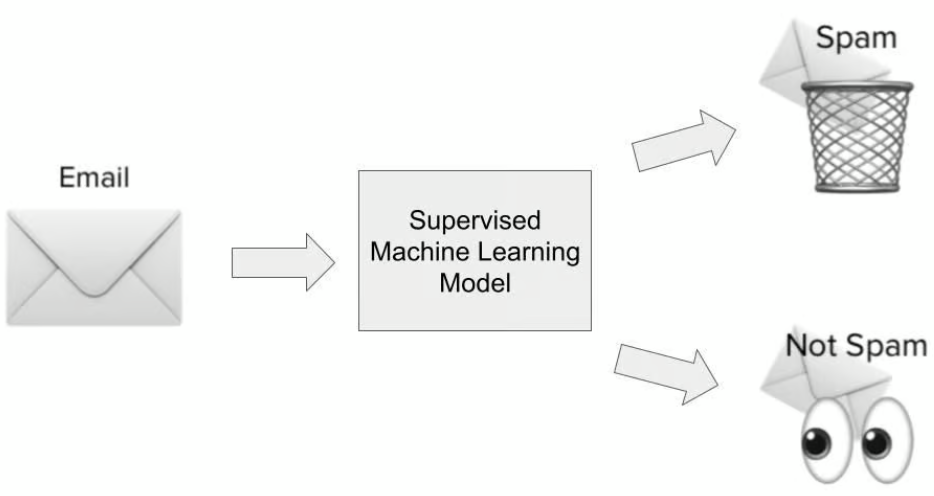 Spam
Email
Supervised
Machine Learning
Model
Not Spam